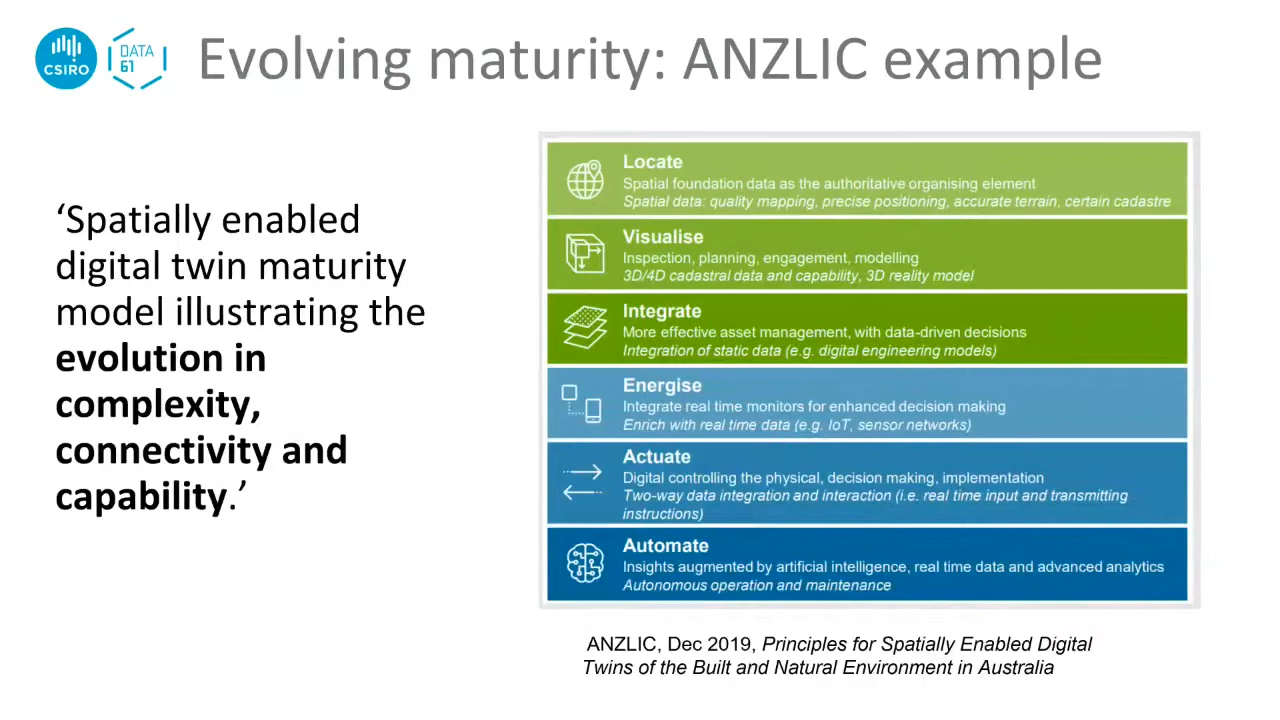 CSIRO
DATA
61
Evolving maturity: ANZLIC example
‘Spatially enabled
digital twin maturity
model illustrating the
evolution in
complexity,
connectivity and
capability.’
Locate
Spatial foundation data as the authoritative organising element
Spatial data: quality mapping, precise positioning, accurate terrain, certain cadastre
Visualise
Inspection, planning, engagement, modelling
3D/4D cadastral data and capability, 3D reality model
Integrate
More effective asset management, with data-driven decisions
Integration of static data (e.g. digital engineering models)
Energise
Integrate real time monitors for enhanced decision making
Enrich with real time data (e.g. IoT, sensor networks)
Actuate
Digital controlling the physical, decision making, implementation
Two-way data integration and interaction (i.e. real time input and transmitting
instructions)
Automate
Insights augmented by artificial intelligence, real time data and advanced analytics
Autonomous operation and maintenance
ANZLIC, Dec 2019, Principles for Spatially Enabled Digital
Twins of the Built and Natural Environment in Australia